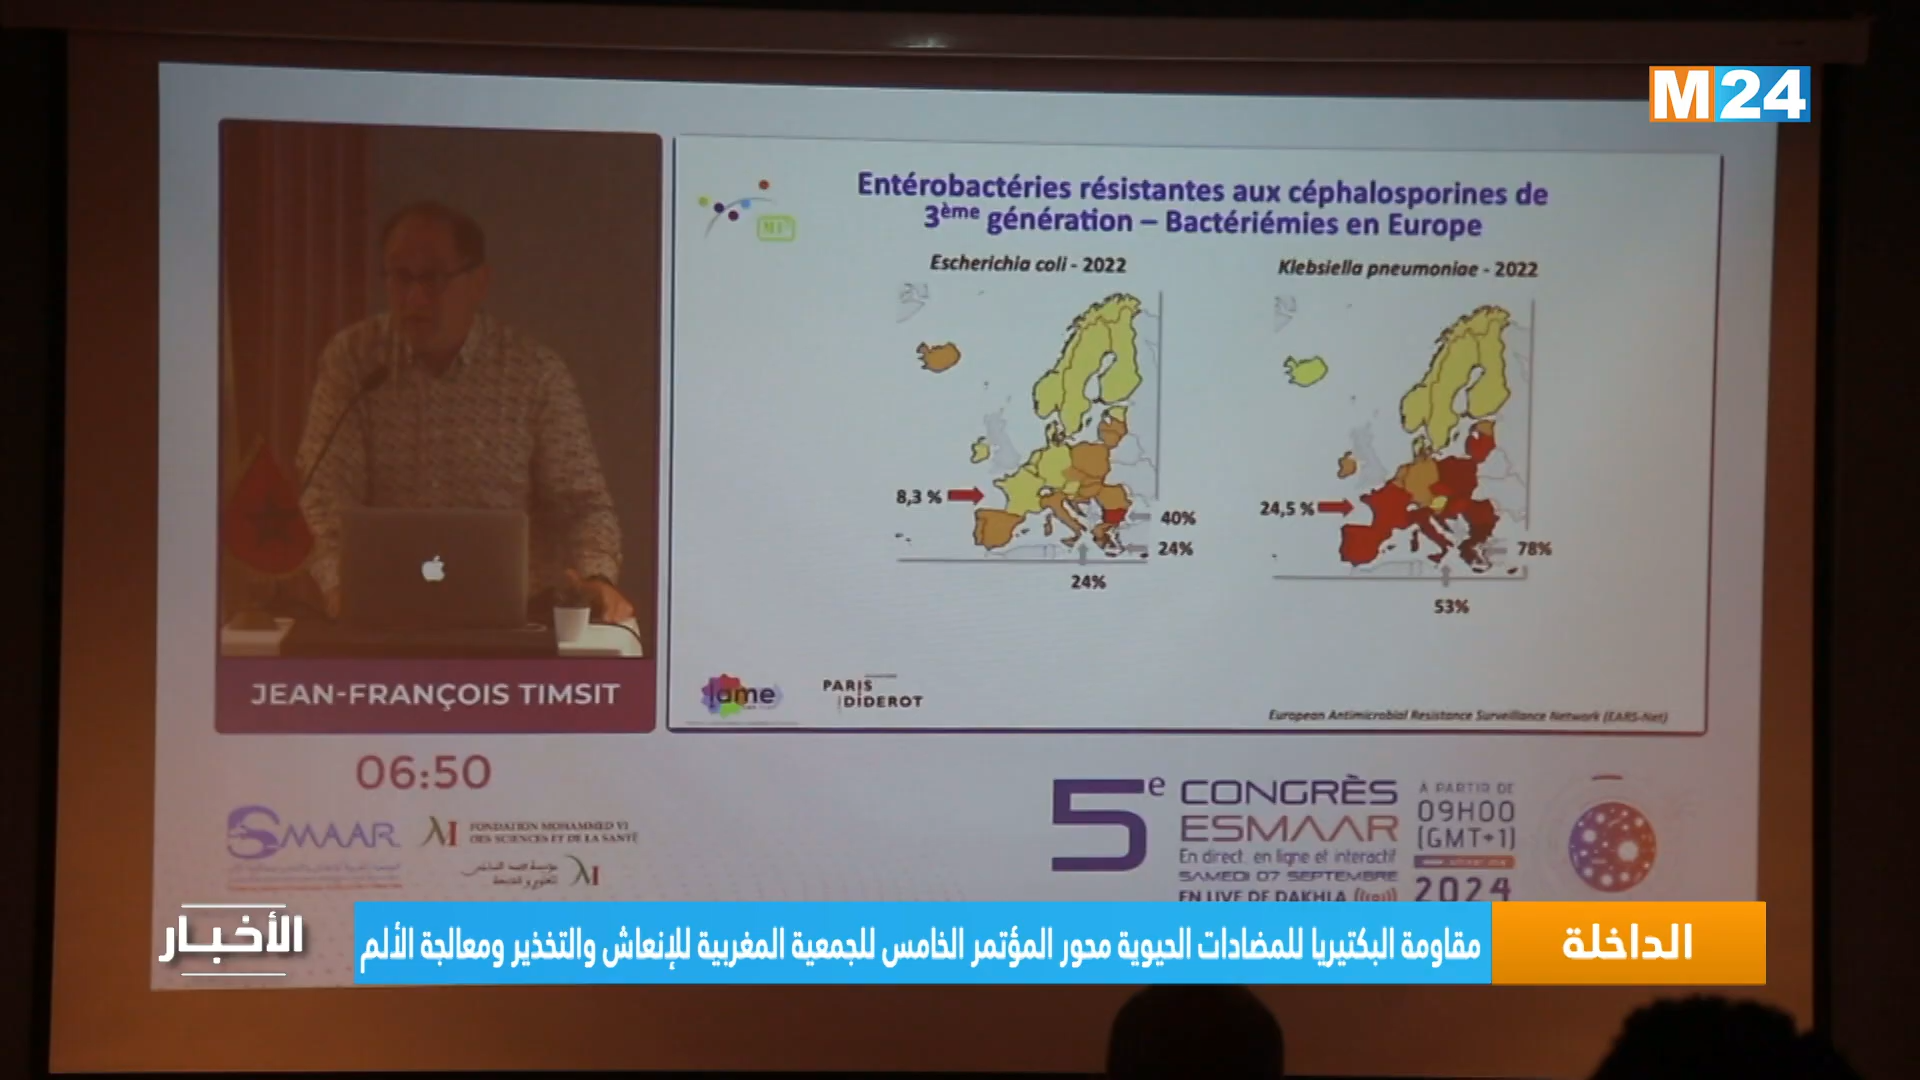 M24
Entérobactéries résistantes aux céphalosporines de
3ème génération – Bactériémies en Europe
Escherichia coli - 2022
Klebsiella pneumoniae - 2022
8,3 %
40%
24%
24%
24,5 %
78%
53%
JEAN-FRANÇOIS TIMSIT
iame
PARIS
DIDEROT
European Antimicrobial Resistance Surveillance Network (EARS-Net)
06:50
SMAAR
FONDATION MOHAMMED VI
DES SCIENCES ET DE LA SANTÉ
5e CONGRÈS
ESMAAR
En direct, en ligne et interactif
SAMEDI 07 SEPTEMBRE
EN LIVE DE DAKHLA
À PARTIR DE
09H00
(GMT+1)
2024
الداخلة
مقاومة البكتيريا للمضادات الحيوية محور المؤتمر الخامس للجمعية المغربية للإنعاش والتخذير ومعالجة الألم
الأخبار